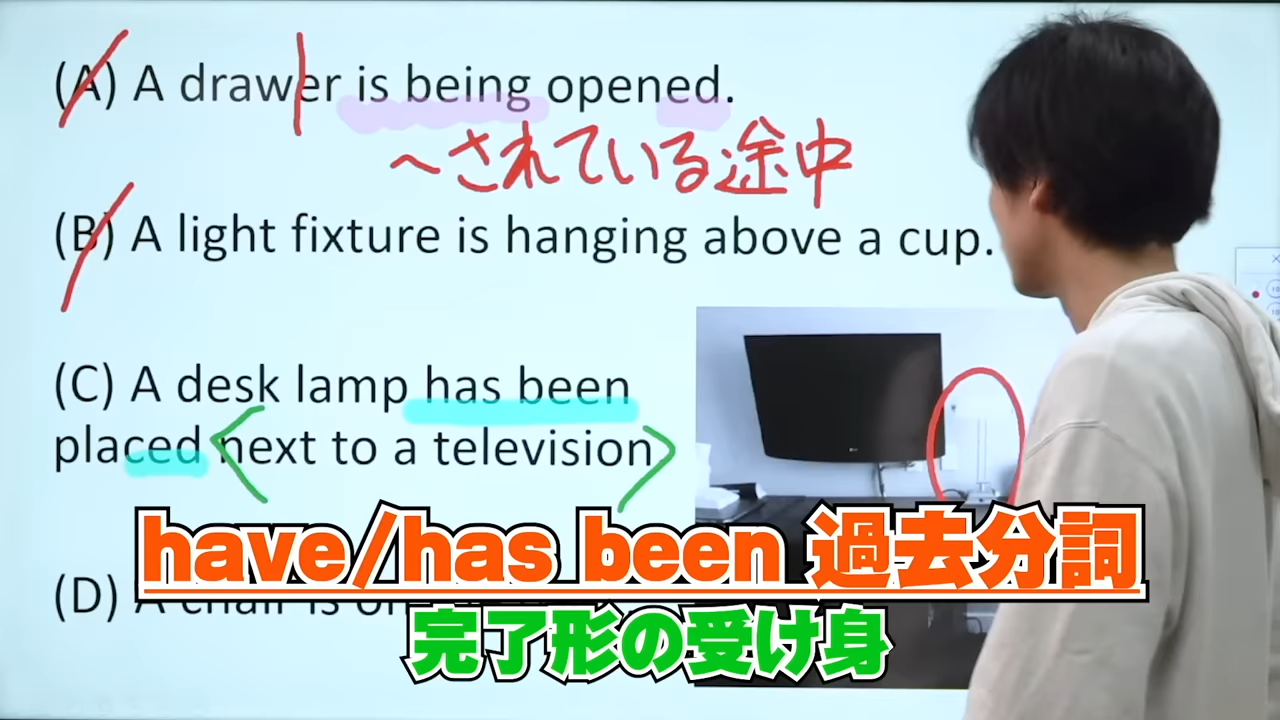 (A) A drawer is being opened.
～されている途中
(B) A light fixture is hanging above a cup.
(C) A desk lamp has been
placed next to a television
have/has been 過去分詞
(D) A chair is
完了形の受け身